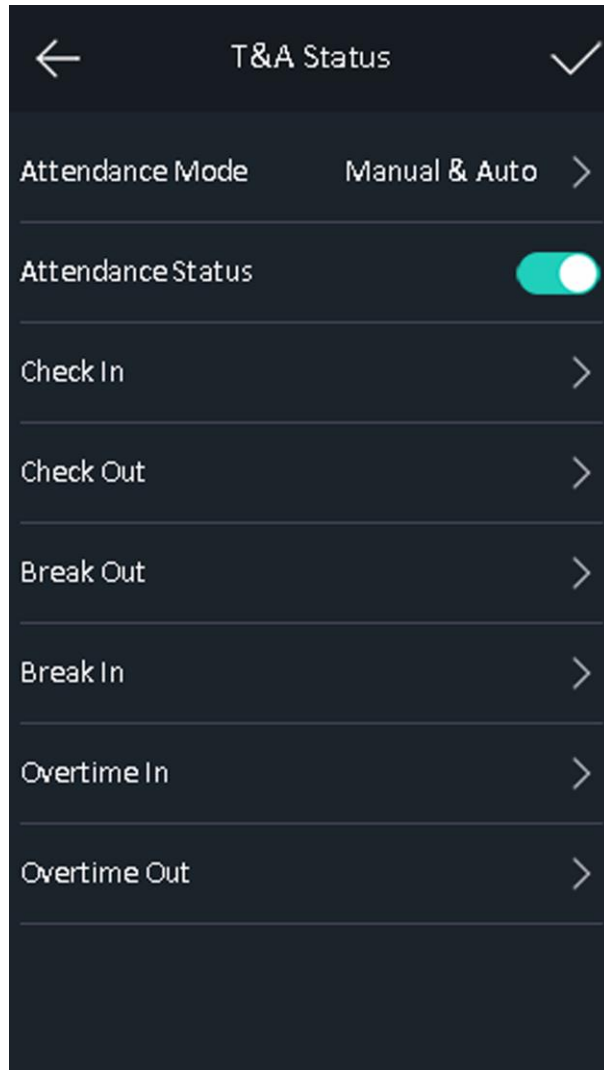 T&A Status
Attendance Mode Manual & Auto
Attendance Status
Check In
Check Out
Break Out
Break In
Overtime In
Overtime Out